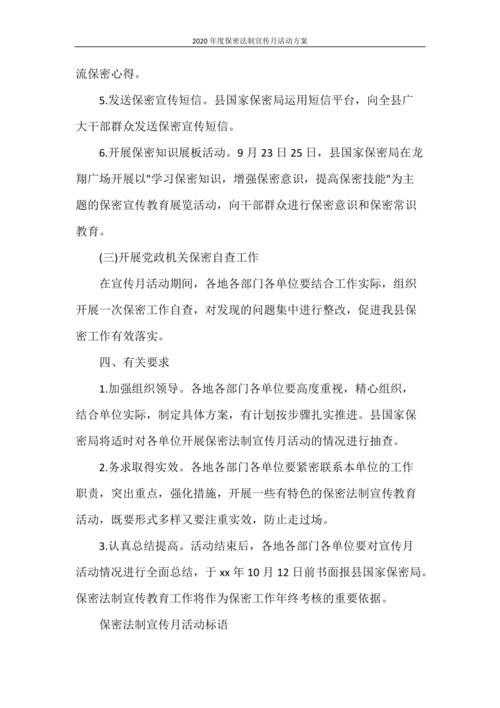 2020 年度保密法制宣传月活动方案
流保密心得。
5.发送保密宣传短信。县国家保密局运用短信平台，向全县广
大干部群众发送保密宣传短信。
6.开展保密知识展板活动。9 月 23 日 25 日，县国家保密局在龙
翔广场开展以"学习保密知识，增强保密意识，提高保密技能"为主
题的保密宣传教育展览活动，向干部群众进行保密意识和保密常识
教育。
(三)开展党政机关保密自查工作
在宣传月活动期间，各地各部门各单位要结合工作实际，组织
开展一次保密工作自查，对发现的问题集中进行整改，促进我县保
密工作有效落实。
四、有关要求
1.加强组织领导。各地各部门各单位要高度重视，精心组织，
结合单位实际，制定具体方案，有计划按步骤扎实推进。县国家保
密局将适时对各单位开展保密法制宣传月活动的情况进行抽查。
2.务求取得实效。各地各部门各单位要紧密联系本单位的工作
职责，突出重点，强化措施，开展一些有特色的保密法制宣传教育
活动，既要形式多样又要注重实效，防止走过场。
3.认真总结提高。活动结束后，各地各部门各单位要对宣传月
活动情况进行全面总结，于 xx 年 10 月 12 日前书面报县国家保密局。
保密法制宣传教育工作将作为保密工作年终考核的重要依据。
保密法制宣传月活动标语